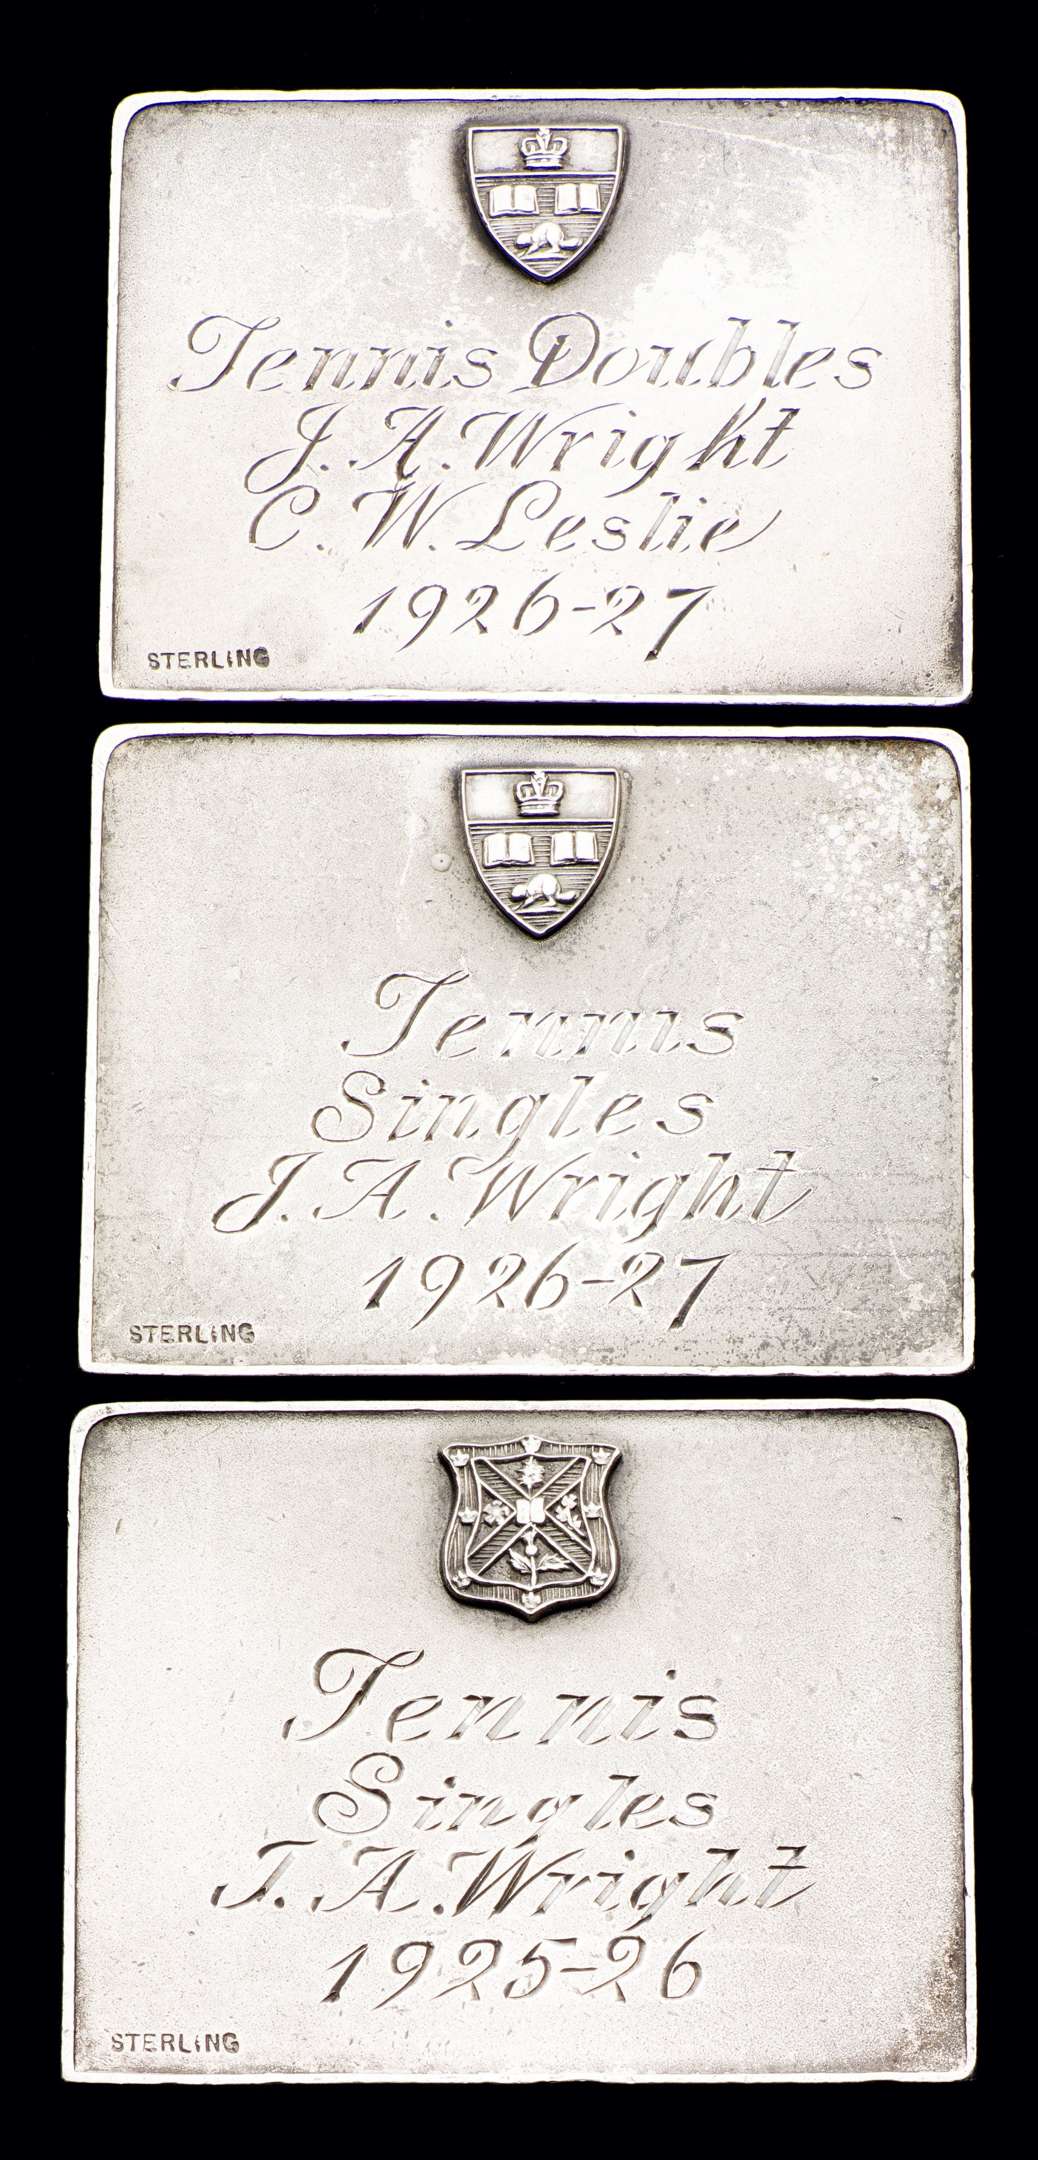 Tennis Doubles
J. A. Wright
C. W. Leslie
1926-27
STERLING
Tennis
Singles
J. A. Wright
1926-27
STERLING
Tennis
Singles
J. A. Wright
1925-26
STERLING